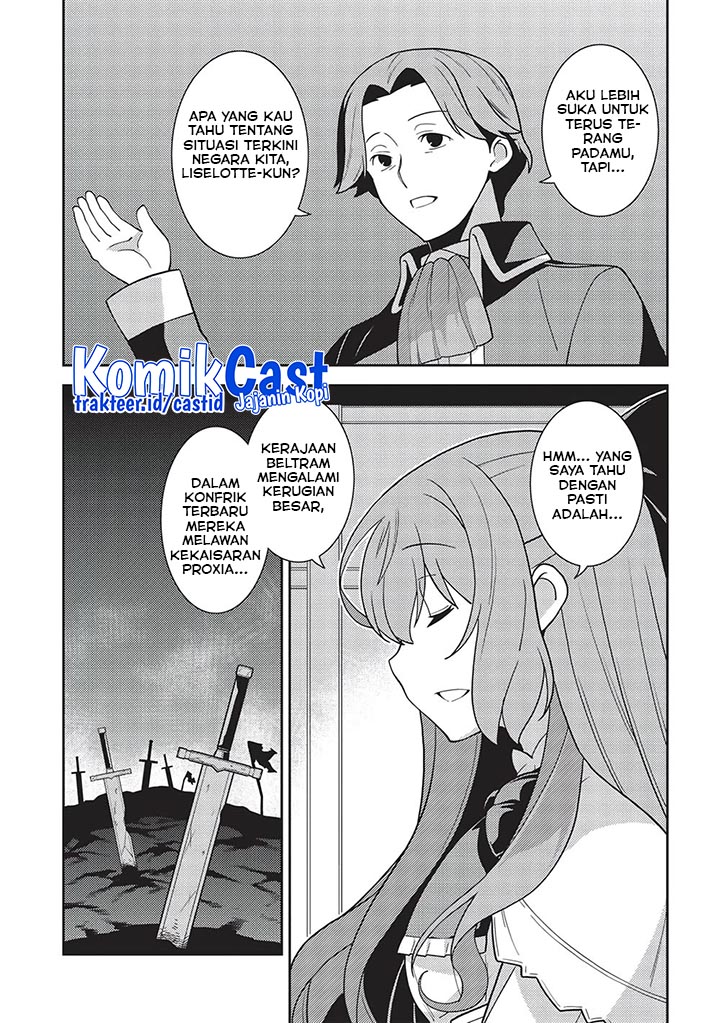 AKU LEBIH
SUKA UNTUK
TERUS TE-
RANG
PADAMU,
TAPI...
APA YANG KAU
TAHU TENTANG
SITUASI TERKINI
NEGARA KITA,
LISELOTTE-KUN?
KomikCast
trakteer.id/castid
Jajanin Kopi
HMM... YANG
SAYA TAHU
DENGAN
PASTI
ADALAH...
KERAJAAN
BELTRAM
MENGALAMI
KERUGIAN
BESAR,
DALAM
KONFRIK
TERBARU
MEREKA
MELAWAN
KEKAISARAN
PROXIA...